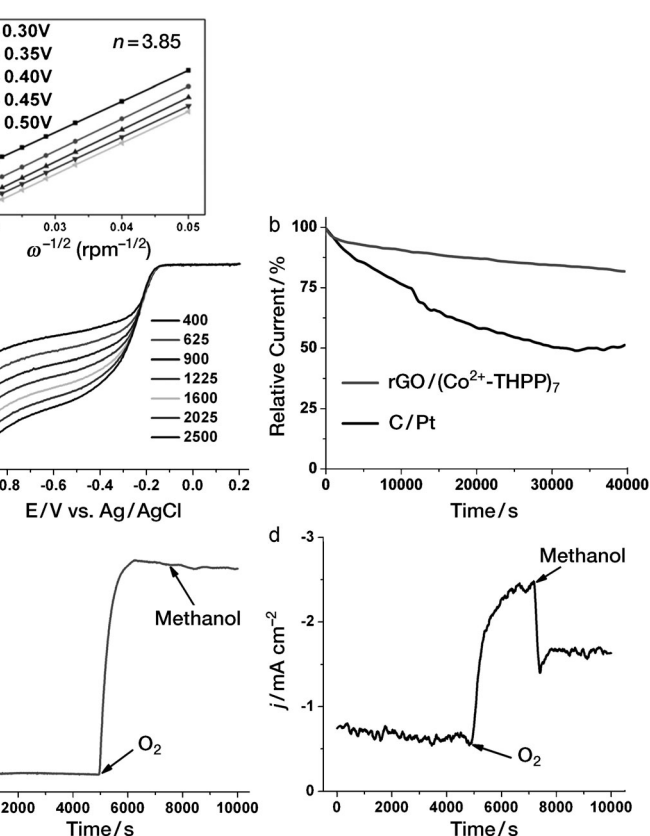 0.30V
0.35V
0.40V
0.45V
0.50V
n = 3.85
0.03 0.04 0.05
ω−1/2 (rpm−1/2)
400
625
900
1225
1600
2025
2500
0.8 -0.6 -0.4 -0.2 0.0 0.2
E/V vs. Ag/AgCl
b
100
75
50
25
0
Relative Current/%
rGO/(Co2+-THPP)7
C/Pt
0 10000 20000 30000 40000
Time/s
Methanol
O2
2000 4000 6000 8000 10000
Time/s
d
-3
-2
-1
0
j/mA cm−2
Methanol
O2
0 2000 4000 6000 8000 10000
Time/s